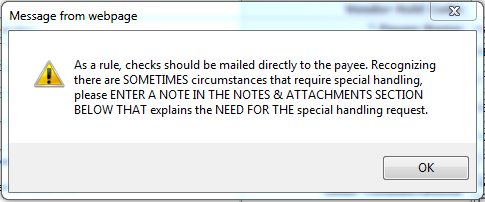 Message from webpage
As a rule, checks should be mailed directly to the payee. Recognizing
there are SOMETIMES circumstances that require special handling,
please ENTER A NOTE IN THE NOTES & ATTACHMENTS SECTION
BELOW THAT explains the NEED FOR THE special handling request.
OK